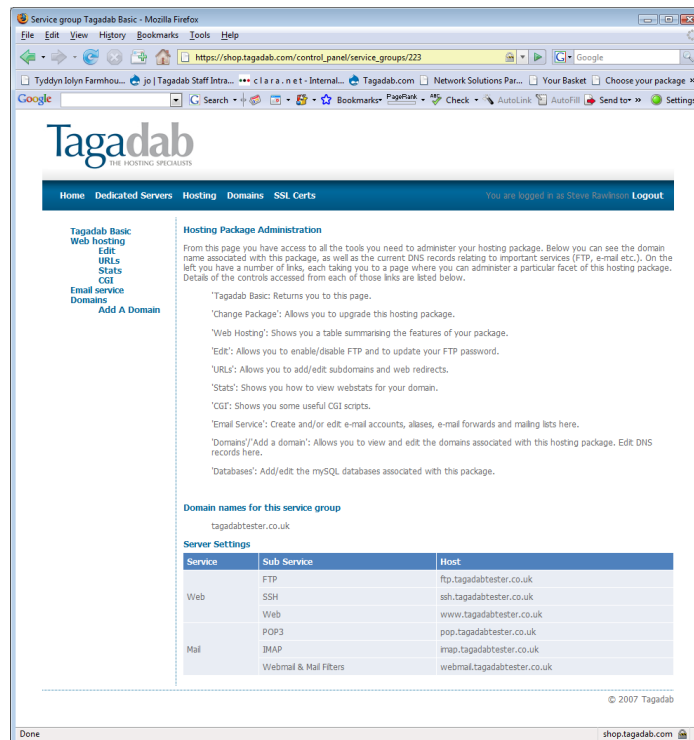 Service group Tagadab Basic - Mozilla Firefox
File Edit View History Bookmarks Tools Help
https://shop.tagadab.com/control_panel/service_groups/223
G Google
Tyddyn Iolyn Farmhou... jo | Tagadab Staff Intra... c l a r a . n e t - Internal... Tagadab.com Network Solutions Par... Your Basket Choose your package »
Google G Search Bookmarks PageRank Check AutoLink AutoFill Send to » Settings
Tagadab
THE HOSTING SPECIALISTS
Home Dedicated Servers Hosting Domains SSL Certs You are logged in as Steve Rawlinson Logout
Tagadab Basic
Web hosting
Edit
URLs
Stats
CGI
Email service
Domains
Add A Domain
Hosting Package Administration
From this page you have access to all the tools you need to administer your hosting package. Below you can see the domain
name associated with this package, as well as the current DNS records relating to important services (FTP, e-mail etc.). On the
left you have a number of links, each taking you to a page where you can administer a particular facet of this hosting package.
Details of the controls accessed from each of those links are listed below.
'Tagadab Basic: Returns you to this page.
'Change Package': Allows you to upgrade this hosting package.
'Web Hosting': Shows you a table summarising the features of your package.
'Edit': Allows you to enable/disable FTP and to update your FTP password.
'URLs': Allows you to add/edit subdomains and web redirects.
'Stats': Shows you how to view webstats for your domain.
'CGI': Shows you some useful CGI scripts.
'Email Service': Create and/or edit e-mail accounts, aliases, e-mail forwards and mailing lists here.
'Domains'/'Add a domain': Allows you to view and edit the domains associated with this hosting package. Edit DNS
records here.
'Databases': Add/edit the mySQL databases associated with this package.
Domain names for this service group
tagadabtester.co.uk
Server Settings
Service Sub Service Host
FTP ftp.tagadabtester.co.uk
Web SSH ssh.tagadabtester.co.uk
Web www.tagadabtester.co.uk
POP3 pop.tagadabtester.co.uk
Mail IMAP imap.tagadabtester.co.uk
Webmail & Mail Filters webmail.tagadabtester.co.uk
© 2007 Tagadab
Done shop.tagadab.com